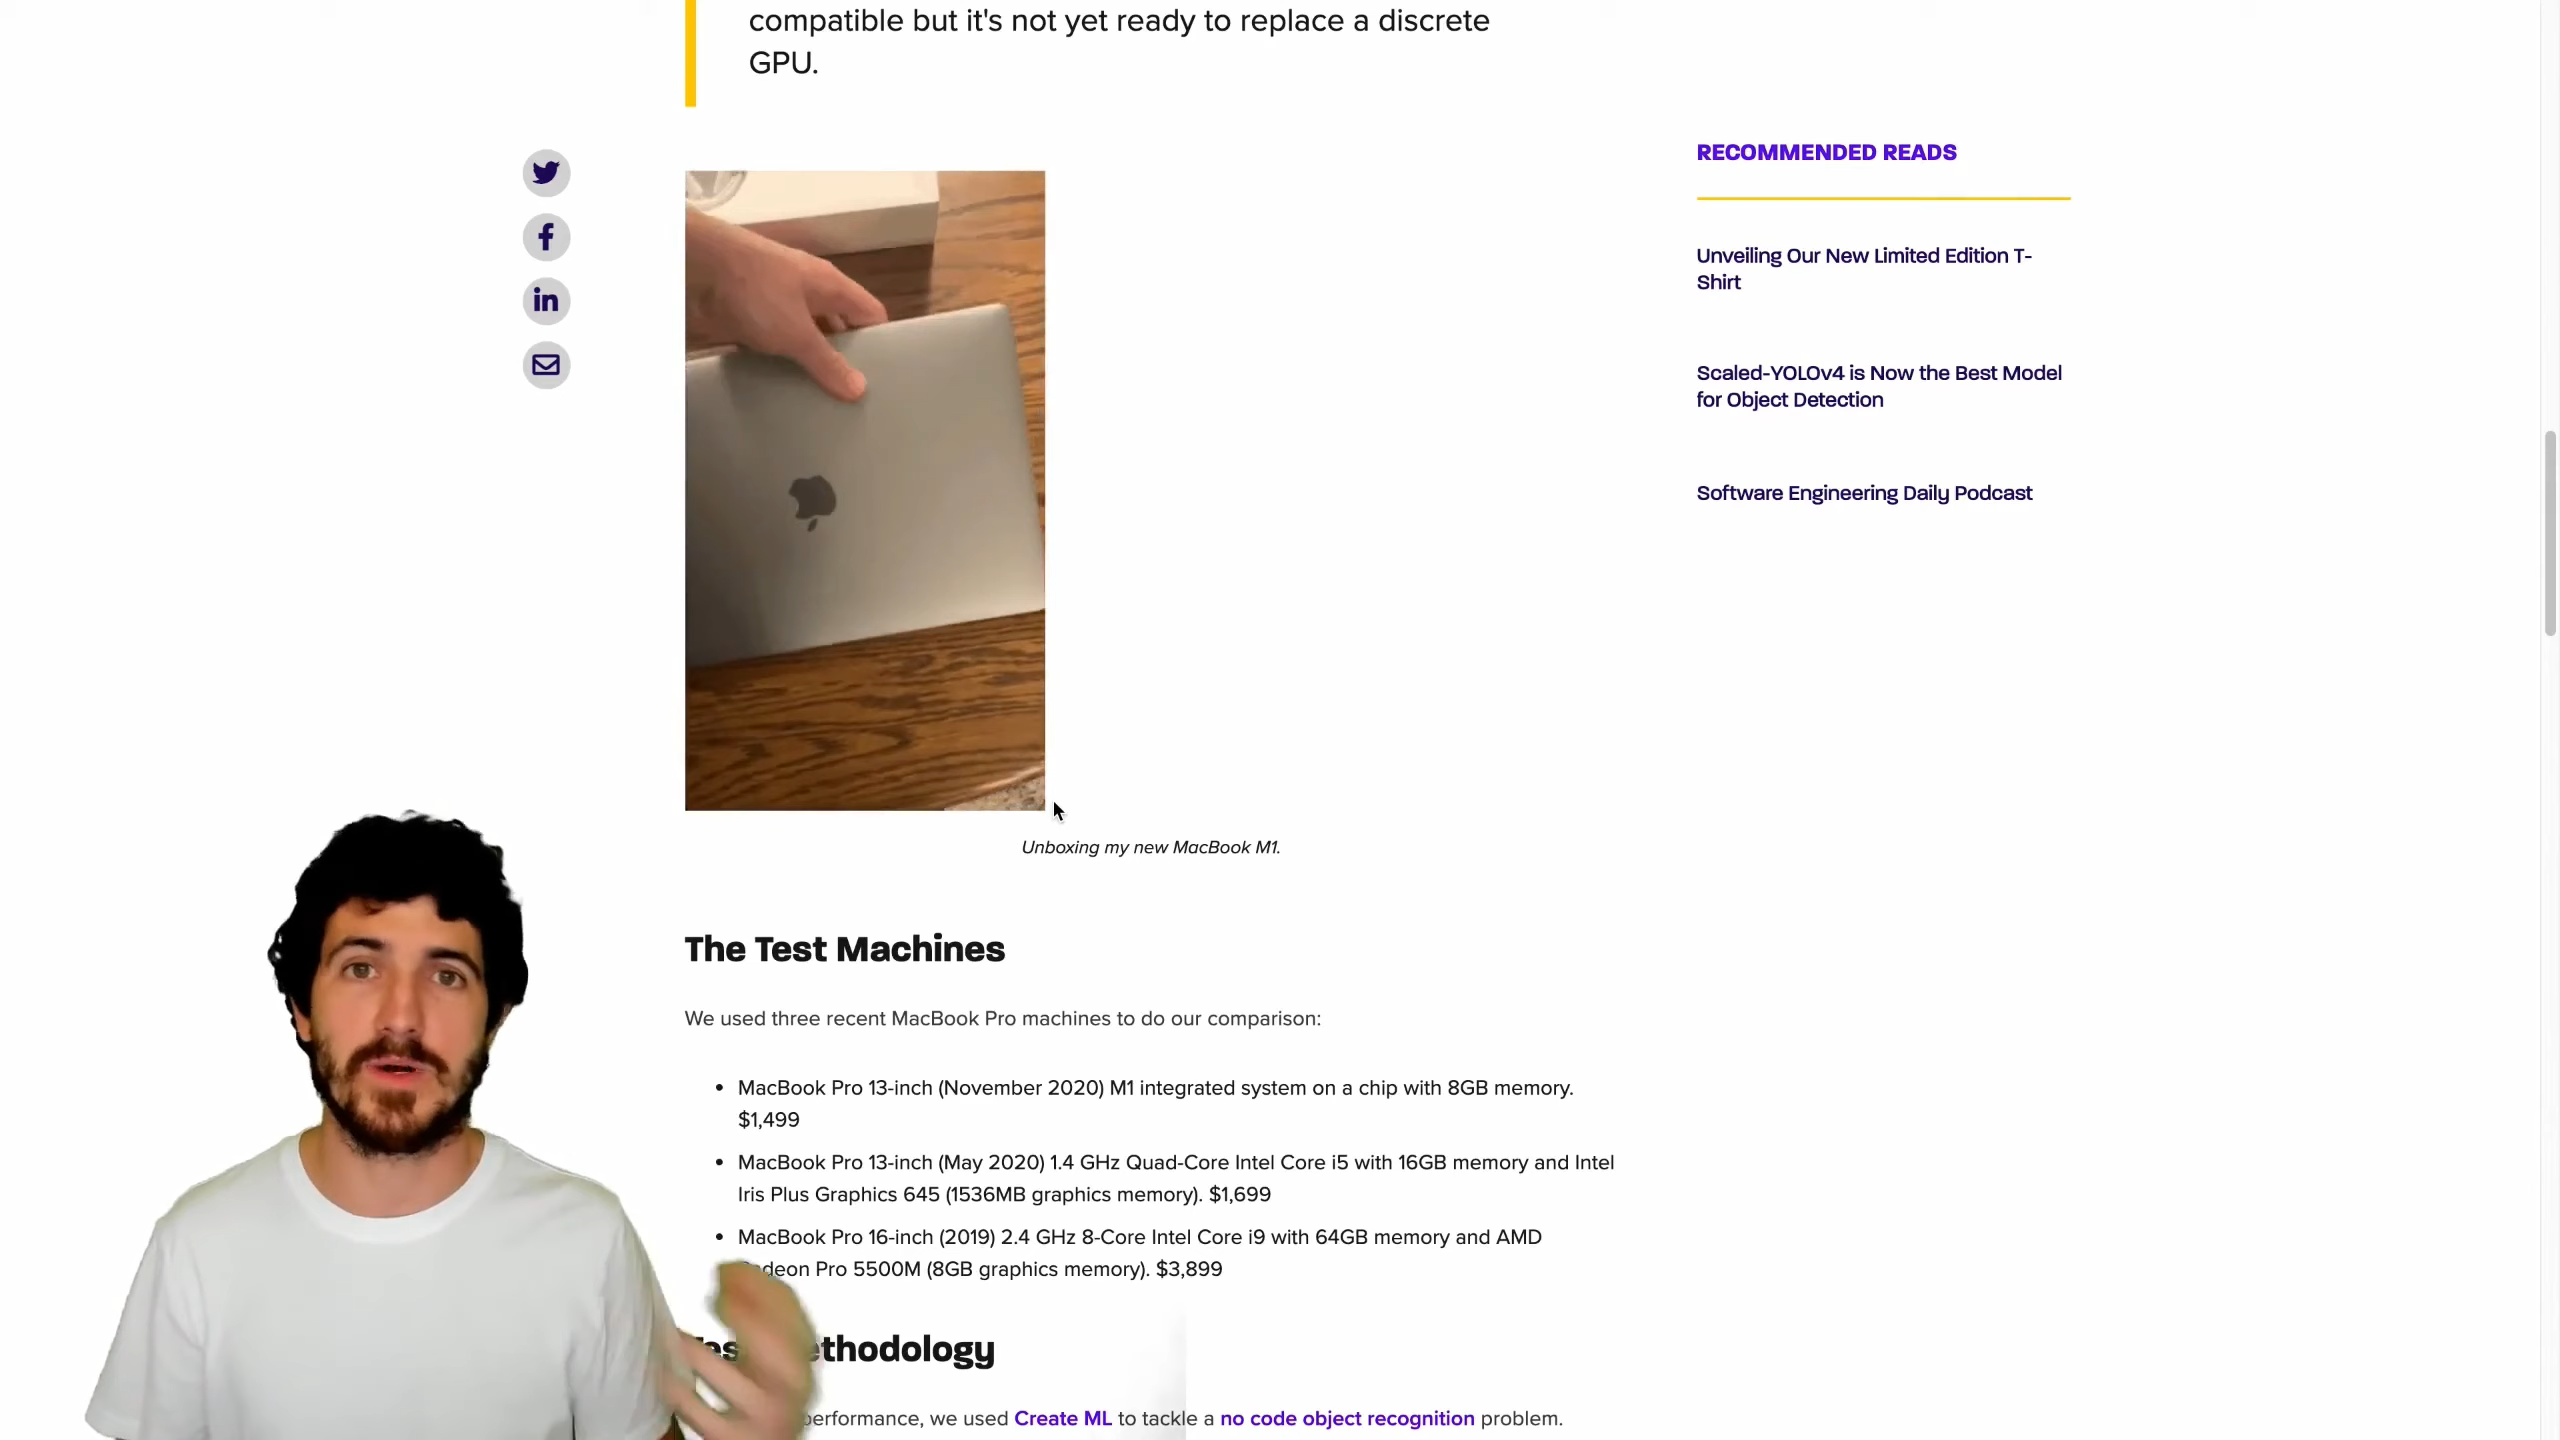 compatible but it's not yet ready to replace a discrete
GPU.
RECOMMENDED READS
Unveiling Our New Limited Edition T-
Shirt
Scaled-YOLOv4 is Now the Best Model
for Object Detection
Software Engineering Daily Podcast
Unboxing my new MacBook M1.
The Test Machines
We used three recent MacBook Pro machines to do our comparison:
• MacBook Pro 13-inch (November 2020) M1 integrated system on a chip with 8GB memory.
$1,499
• MacBook Pro 13-inch (May 2020) 1.4 GHz Quad-Core Intel Core i5 with 16GB memory and Intel
Iris Plus Graphics 645 (1536MB graphics memory). $1,699
• MacBook Pro 16-inch (2019) 2.4 GHz 8-Core Intel Core i9 with 64GB memory and AMD
Pro 5500M (8GB graphics memory). $3,899
performance, we used Create ML to tackle a no code object recognition problem.